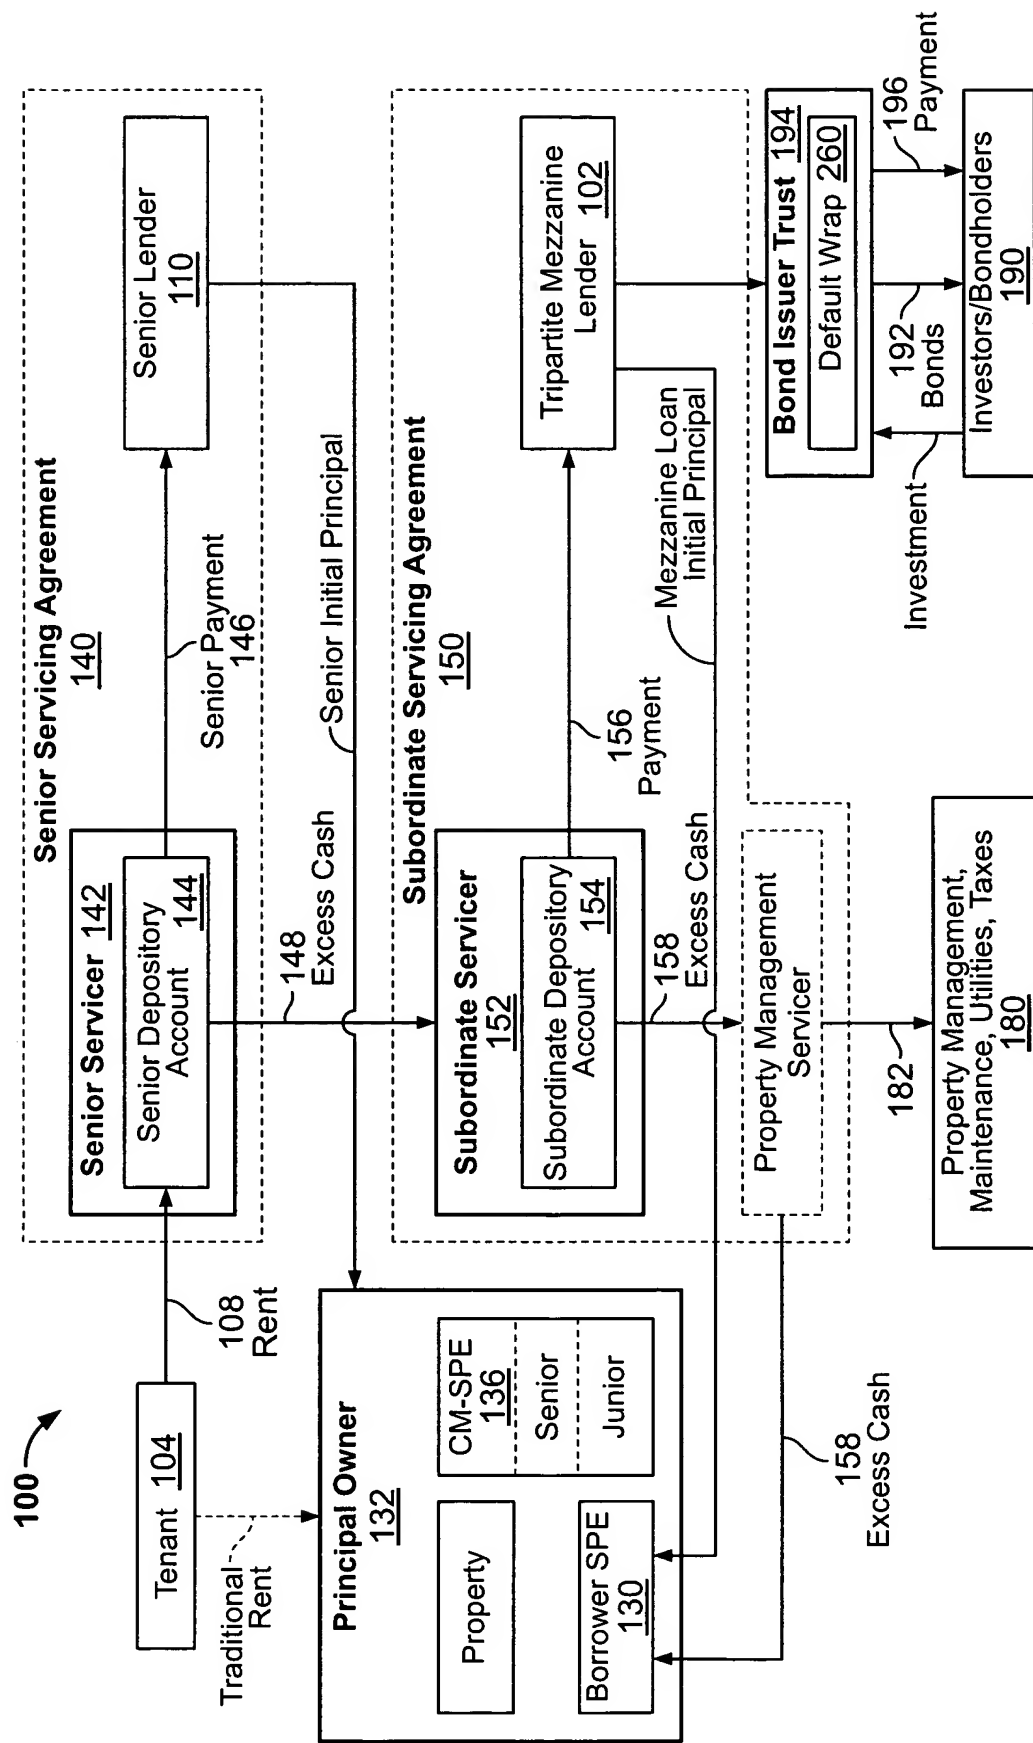 100
Tenant 104
Traditional
Rent
108
Rent
Senior Servicing Agreement
140
Senior Servicer 142
Senior Depository
Account
144
Senior Payment
146
Senior Lender
110
148
Excess Cash
Senior Initial Principal
Principal Owner
132
Property
Borrower SPE
130
CM-SPE
136
Senior
Junior
Subordinate Servicing Agreement
150
Subordinate Servicer
152
Subordinate Depository
Account
154
156
Payment
Tripartite Mezzanine
Lender 102
158
Excess Cash
Mezzanine Loan
Initial Principal
Property Management
Servicer
158
Excess Cash
182
Property Management,
Maintenance, Utilities, Taxes
180
Bond Issuer Trust 194
Default Wrap 260
Investment
192
Bonds
196
Payment
Investors/Bondholders
190